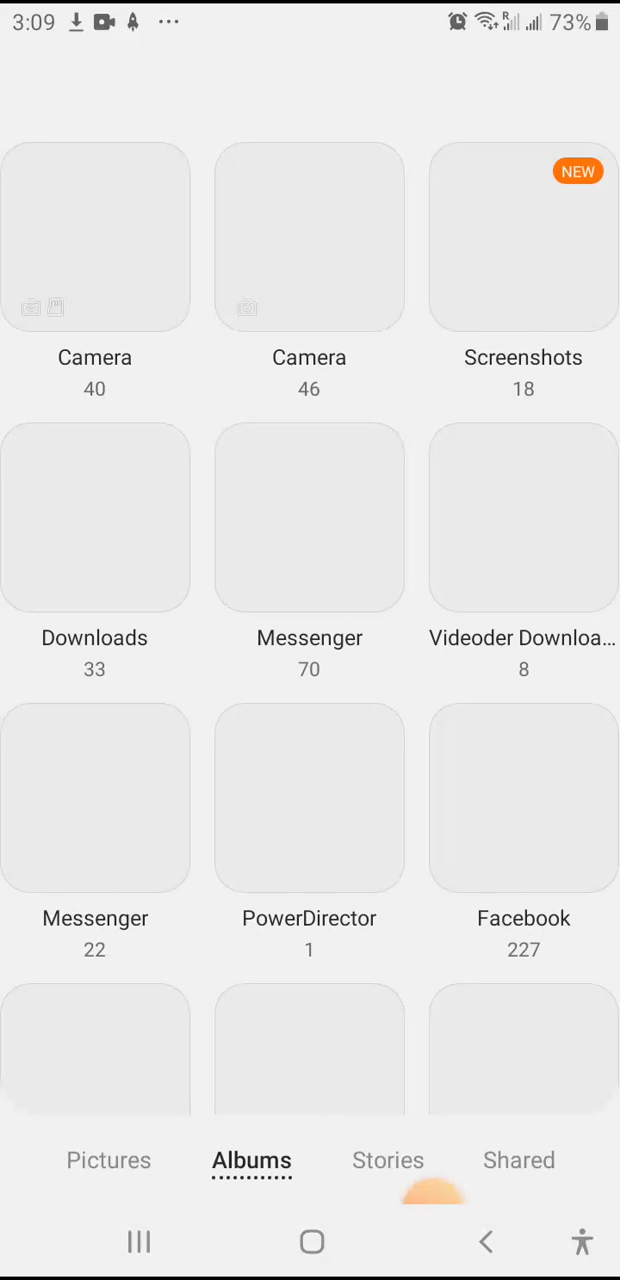 3:09 R 73%
NEW
Camera Camera Screenshots
40 46 18
Downloads Messenger Videoder Downloa...
33 70 8
Messenger PowerDirector Facebook
22 1 227
Pictures Albums Stories Shared